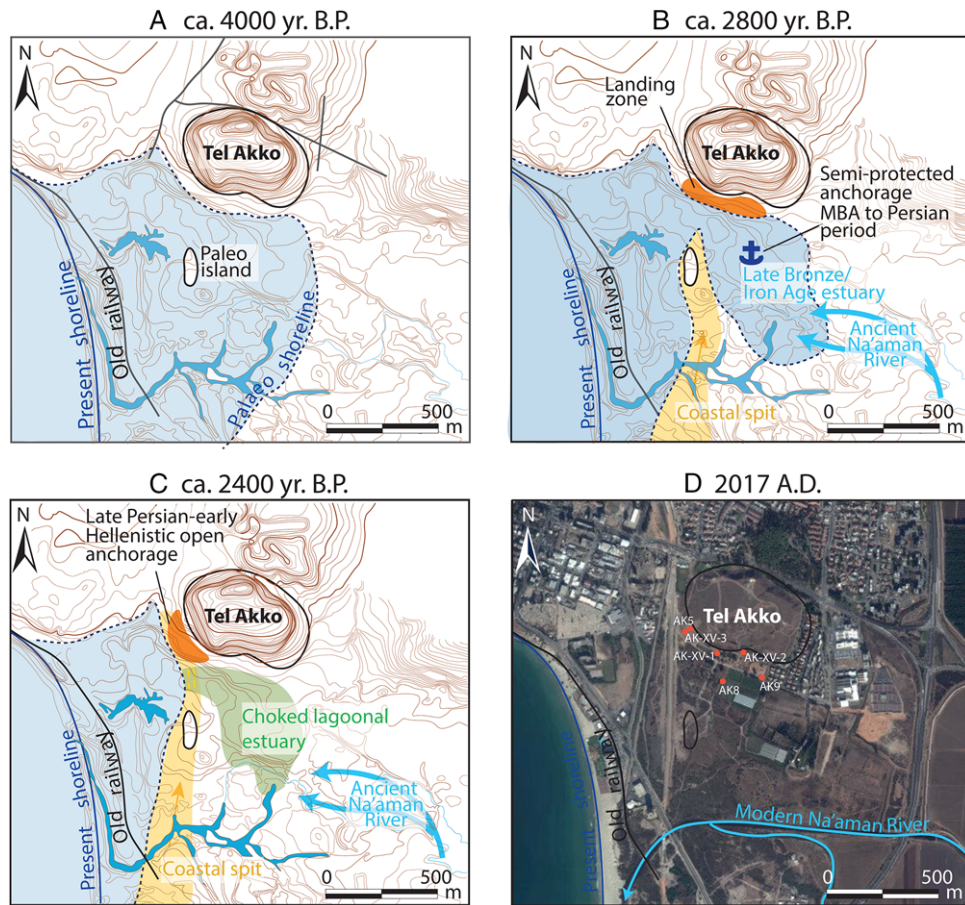 A ca. 4000 yr. B.P.
N
Tel Akko
Paleo
island
Present shoreline
Old railway
Palaeo shoreline
0 500
m
B ca. 2800 yr. B.P.
N
Landing
zone
Tel Akko
Semi-protected
anchorage
MBA to Persian
period
Late Bronze/
Iron Age estuary
Ancient
Na'aman
River
Present shoreline
Old railway
Coastal spit
0 500
m
C ca. 2400 yr. B.P.
N
Late Persian-early
Hellenistic open
anchorage
Tel Akko
Choked lagoonal
estuary
Ancient
Na'aman
River
Present shoreline
Old railway
Coastal spit
0 500
m
D 2017 A.D.
N
Tel Akko
AK5
AK-XV-3
AK-XV-1
AK-XV-2
AK8
AK9
Present shoreline
Old railway
Modern Na'aman River
0 500
m